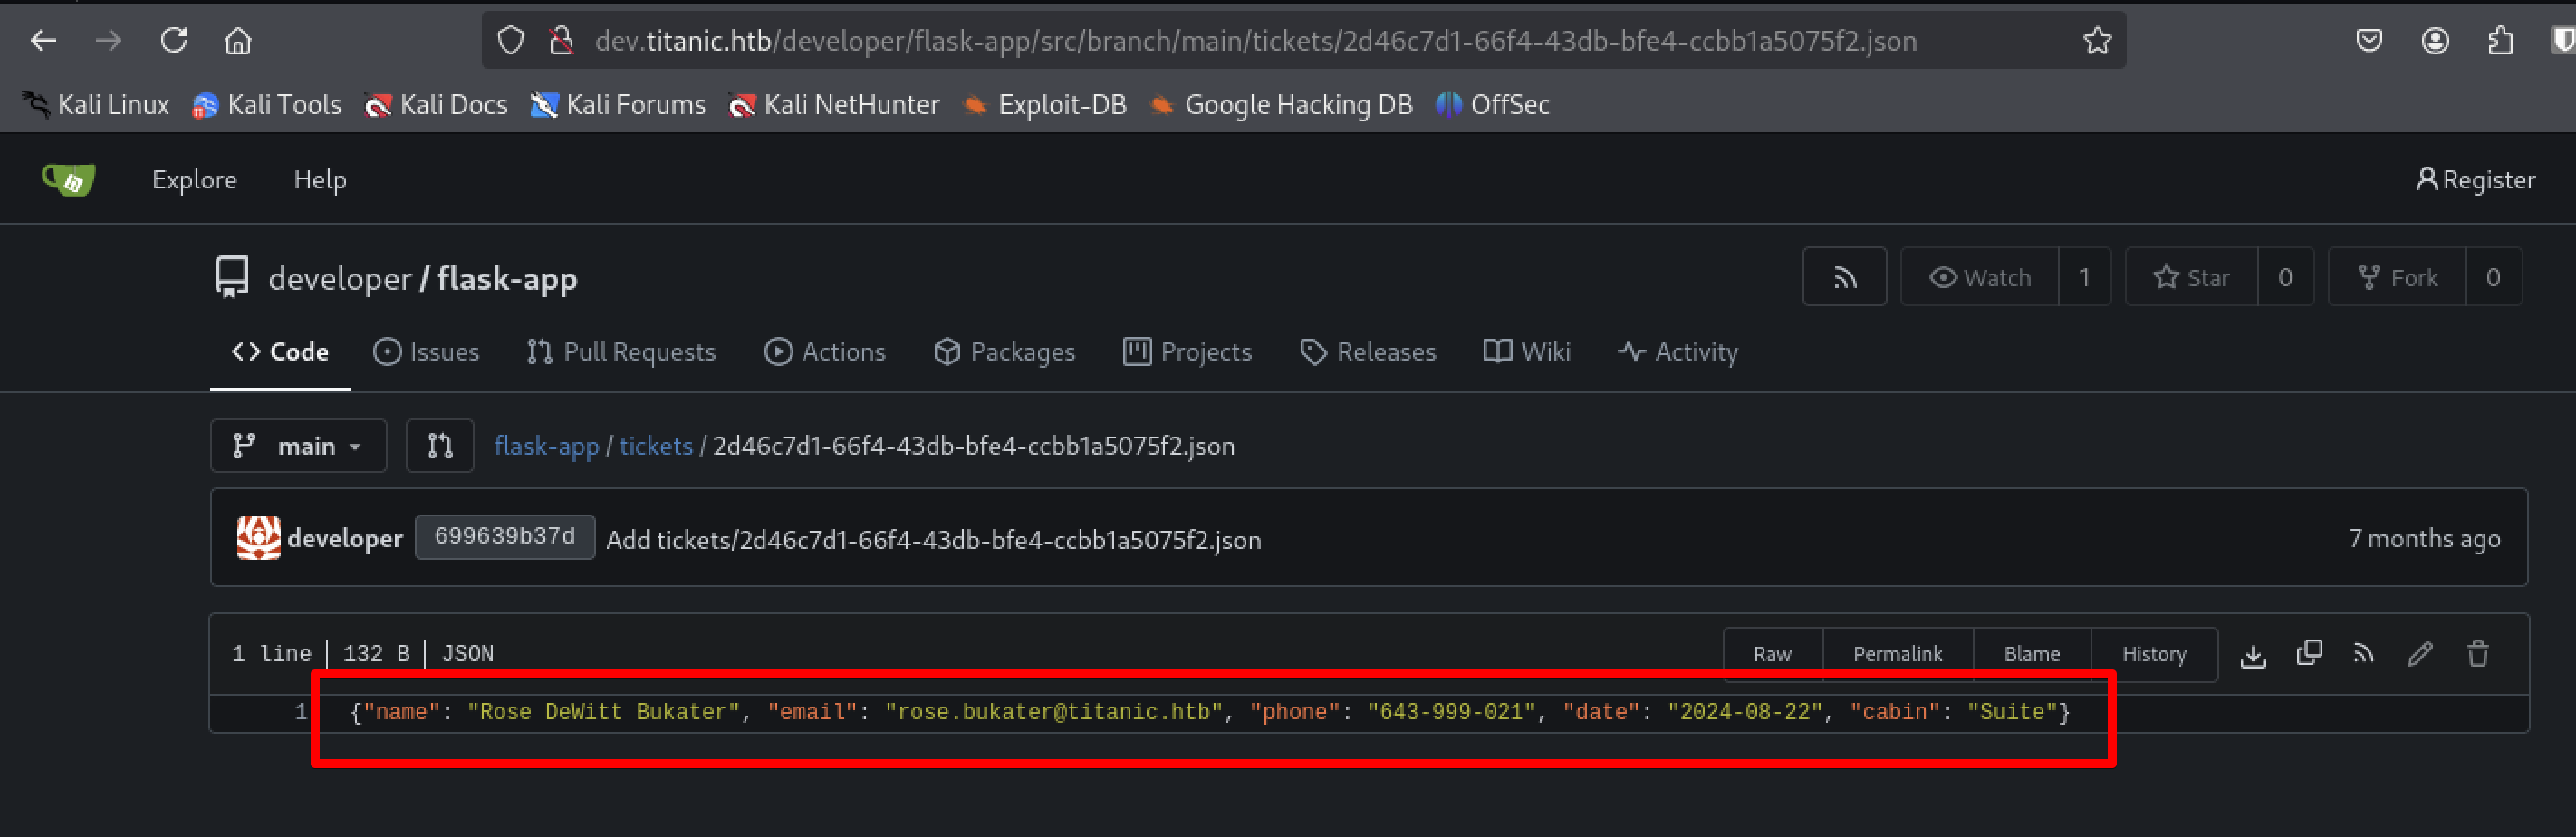 dev.titanic.htb/developer/flask-app/src/branch/main/tickets/2d46c7d1-66f4-43db-bfe4-ccbb1a5075f2.json
Kali Linux Kali Tools Kali Docs Kali Forums Kali NetHunter Exploit-DB Google Hacking DB OffSec
Explore Help Register
developer / flask-app Watch 1 Star 0 Fork 0
Code Issues Pull Requests Actions Packages Projects Releases Wiki Activity
main flask-app / tickets / 2d46c7d1-66f4-43db-bfe4-ccbb1a5075f2.json
developer 699639b37d Add tickets/2d46c7d1-66f4-43db-bfe4-ccbb1a5075f2.json 7 months ago
1 line | 132 B | JSON Raw Permalink Blame History
1 {"name": "Rose DeWitt Bukater", "email": "rose.bukater@titanic.htb", "phone": "643-999-021", "date": "2024-08-22", "cabin": "Suite"}